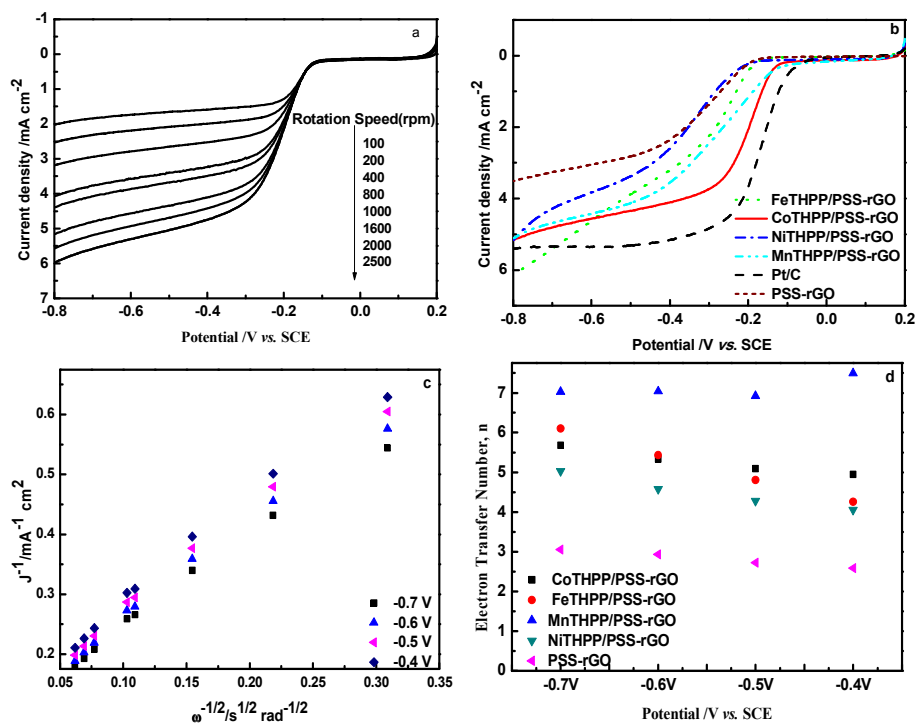 a
-1
0
1
2
3
4
5
6
7
Current density /mA cm-2
Rotation Speed(rpm)
100
200
400
800
1000
1600
2000
2500
-0.8 -0.6 -0.4 -0.2 0.0 0.2
Potential /V vs. SCE
b
0
2
4
6
Current density /mA cm-2
FeTHPP/PSS-rGO
CoTHPP/PSS-rGO
NiTHPP/PSS-rGO
MnTHPP/PSS-rGO
Pt/C
PSS-rGO
-0.8 -0.6 -0.4 -0.2 0.0 0.2
Potential /V vs. SCE
c
0.6
0.5
0.4
0.3
0.2
J-1/mA-1 cm2
-0.7 V
-0.6 V
-0.5 V
-0.4 V
0.05 0.10 0.15 0.20 0.25 0.30 0.35
ω-1/2/s1/2 rad-1/2
d
7
6
5
4
3
2
1
0
Electron Transfer Number, n
CoTHPP/PSS-rGO
FeTHPP/PSS-rGO
MnTHPP/PSS-rGO
NiTHPP/PSS-rGO
PSS-rGO
-0.7V -0.6V -0.5V -0.4V
Potential /V vs. SCE